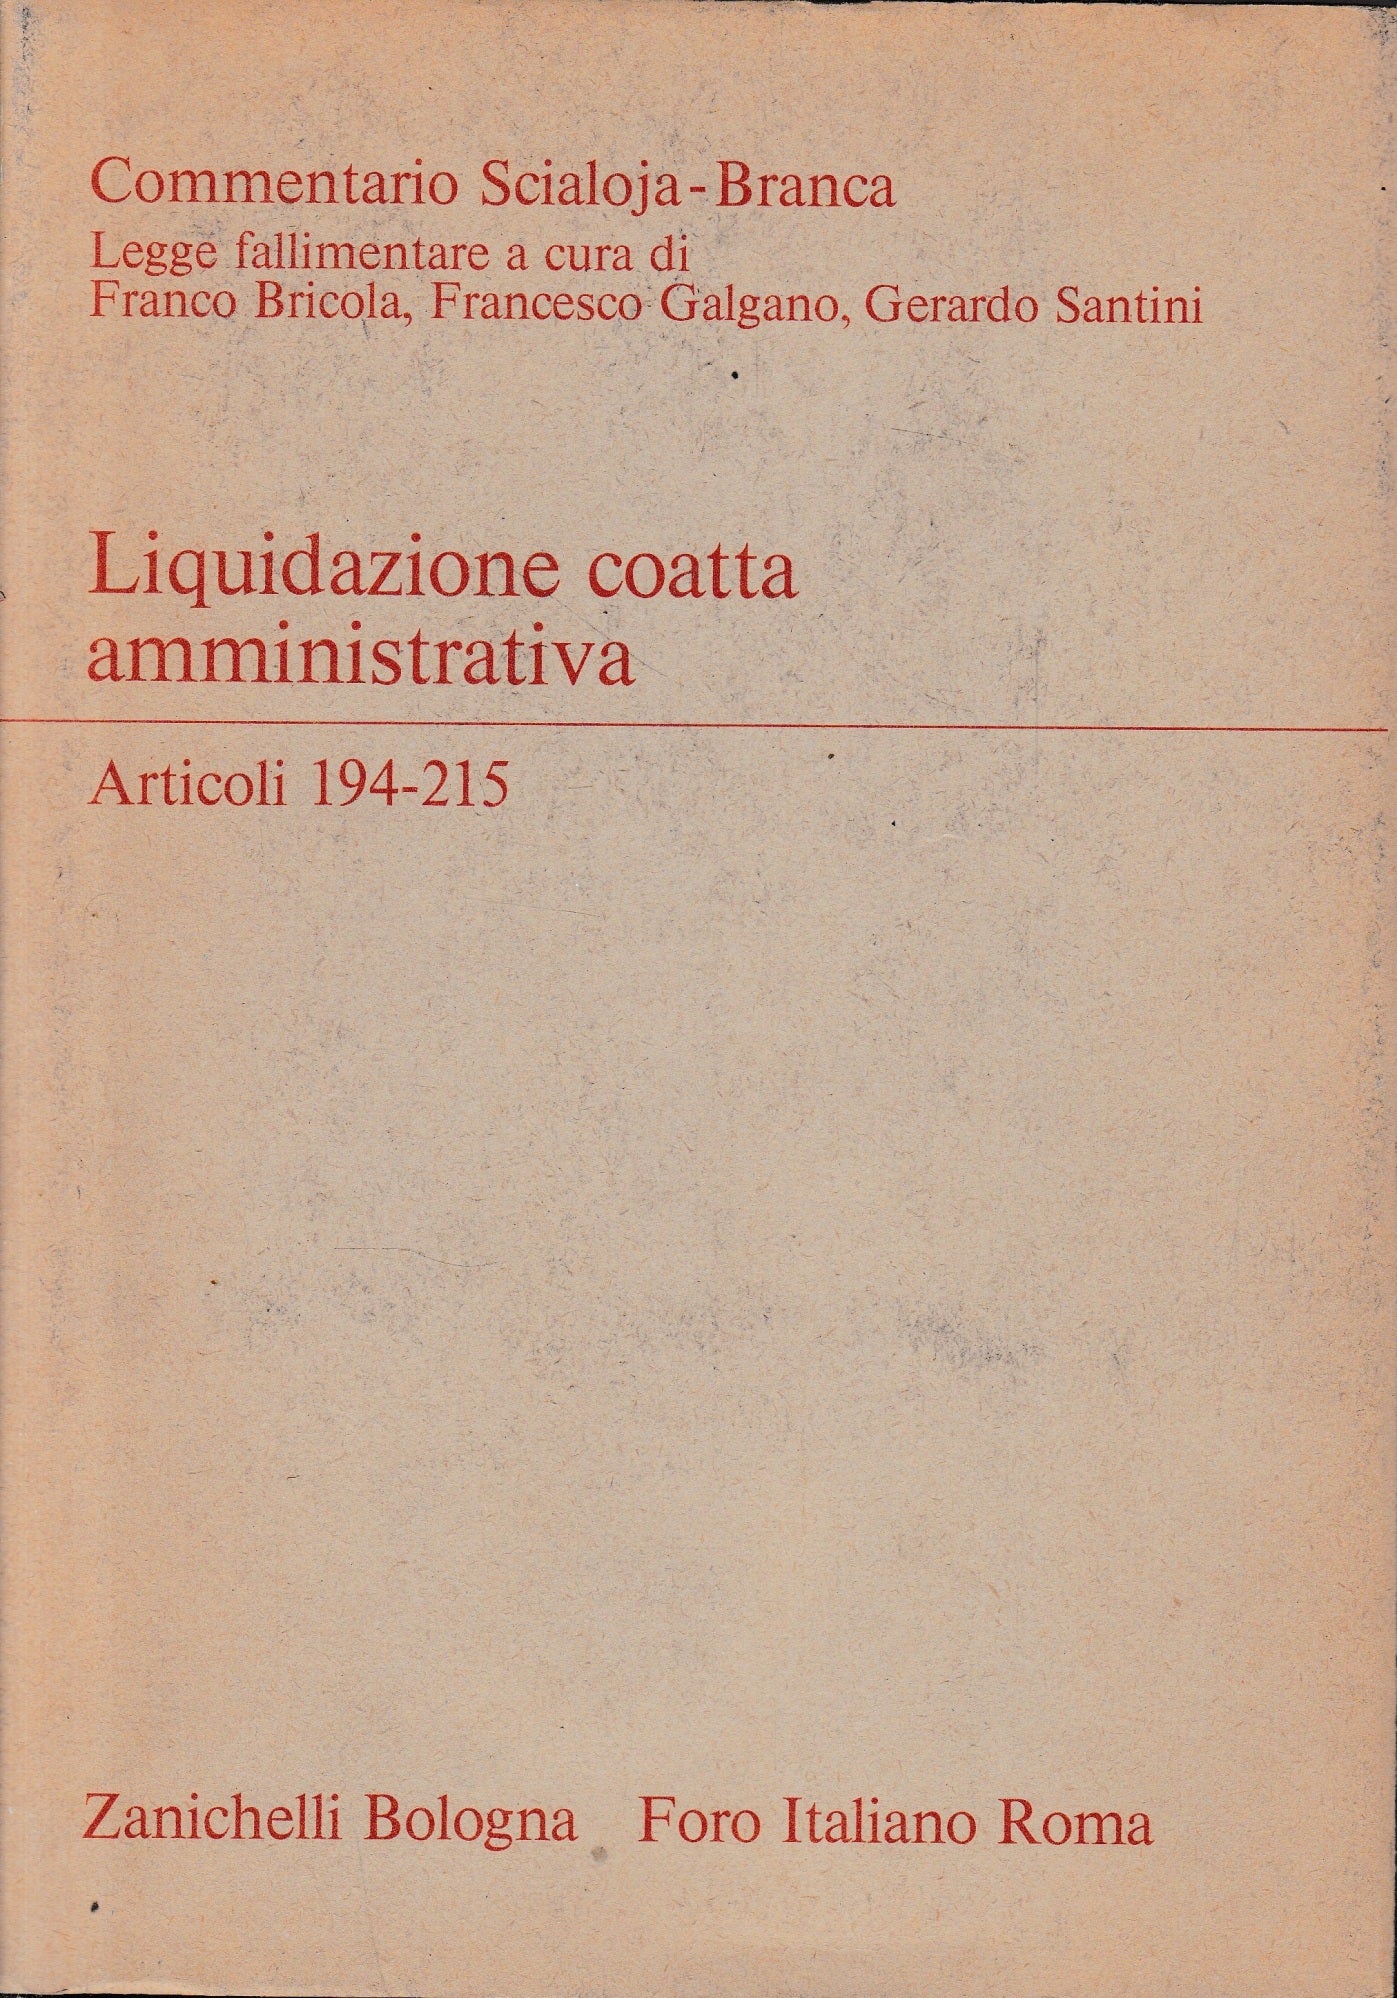 Commentario Scialoja-Branca
Legge fallimentare a cura di
Franco Bricola, Francesco Galgano, Gerardo Santini
Liquidazione coatta
amministrativa
Articoli 194-215
Zanichelli Bologna Foro Italiano Roma